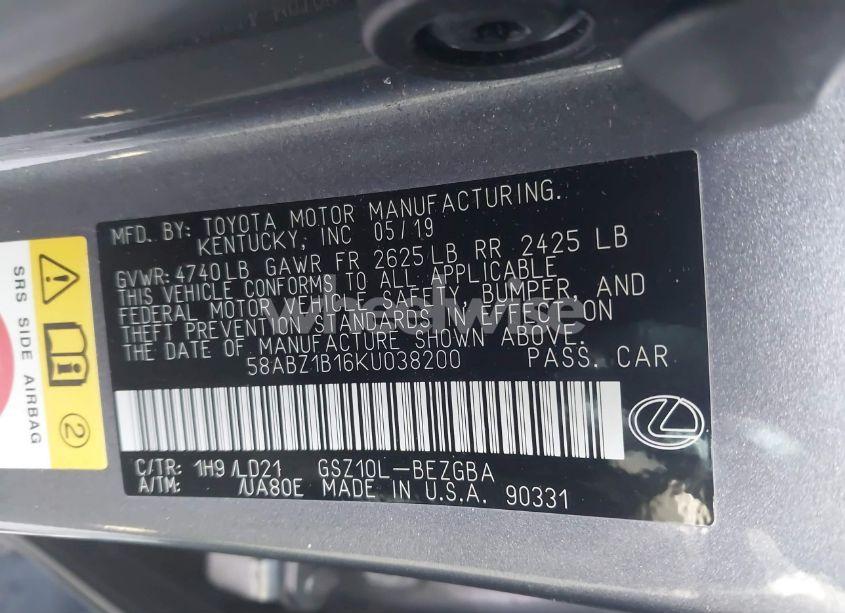 MFD. BY: TOYOTA MOTOR MANUFACTURING.
KENTUCKY, INC 05/19
GVWR: 4740LB GAWR FR 2625LB RR 2425 LB
THIS VEHICLE CONFORMS TO ALL APPLICABLE
FEDERAL MOTOR VEHICLE SAFETY, BUMPER, AND
THEFT PREVENTION STANDARDS IN EFFECT ON
THE DATE OF MANUFACTURE SHOWN ABOVE.
58ABZ1B16KU038200 PASS. CAR
C/TR: 1H9/LD21 GSZ10L-BEZGBA
A/TM: /UA80E MADE IN U.S.A. 90331
SRS SIDE AIRBAG
2
wheelwise